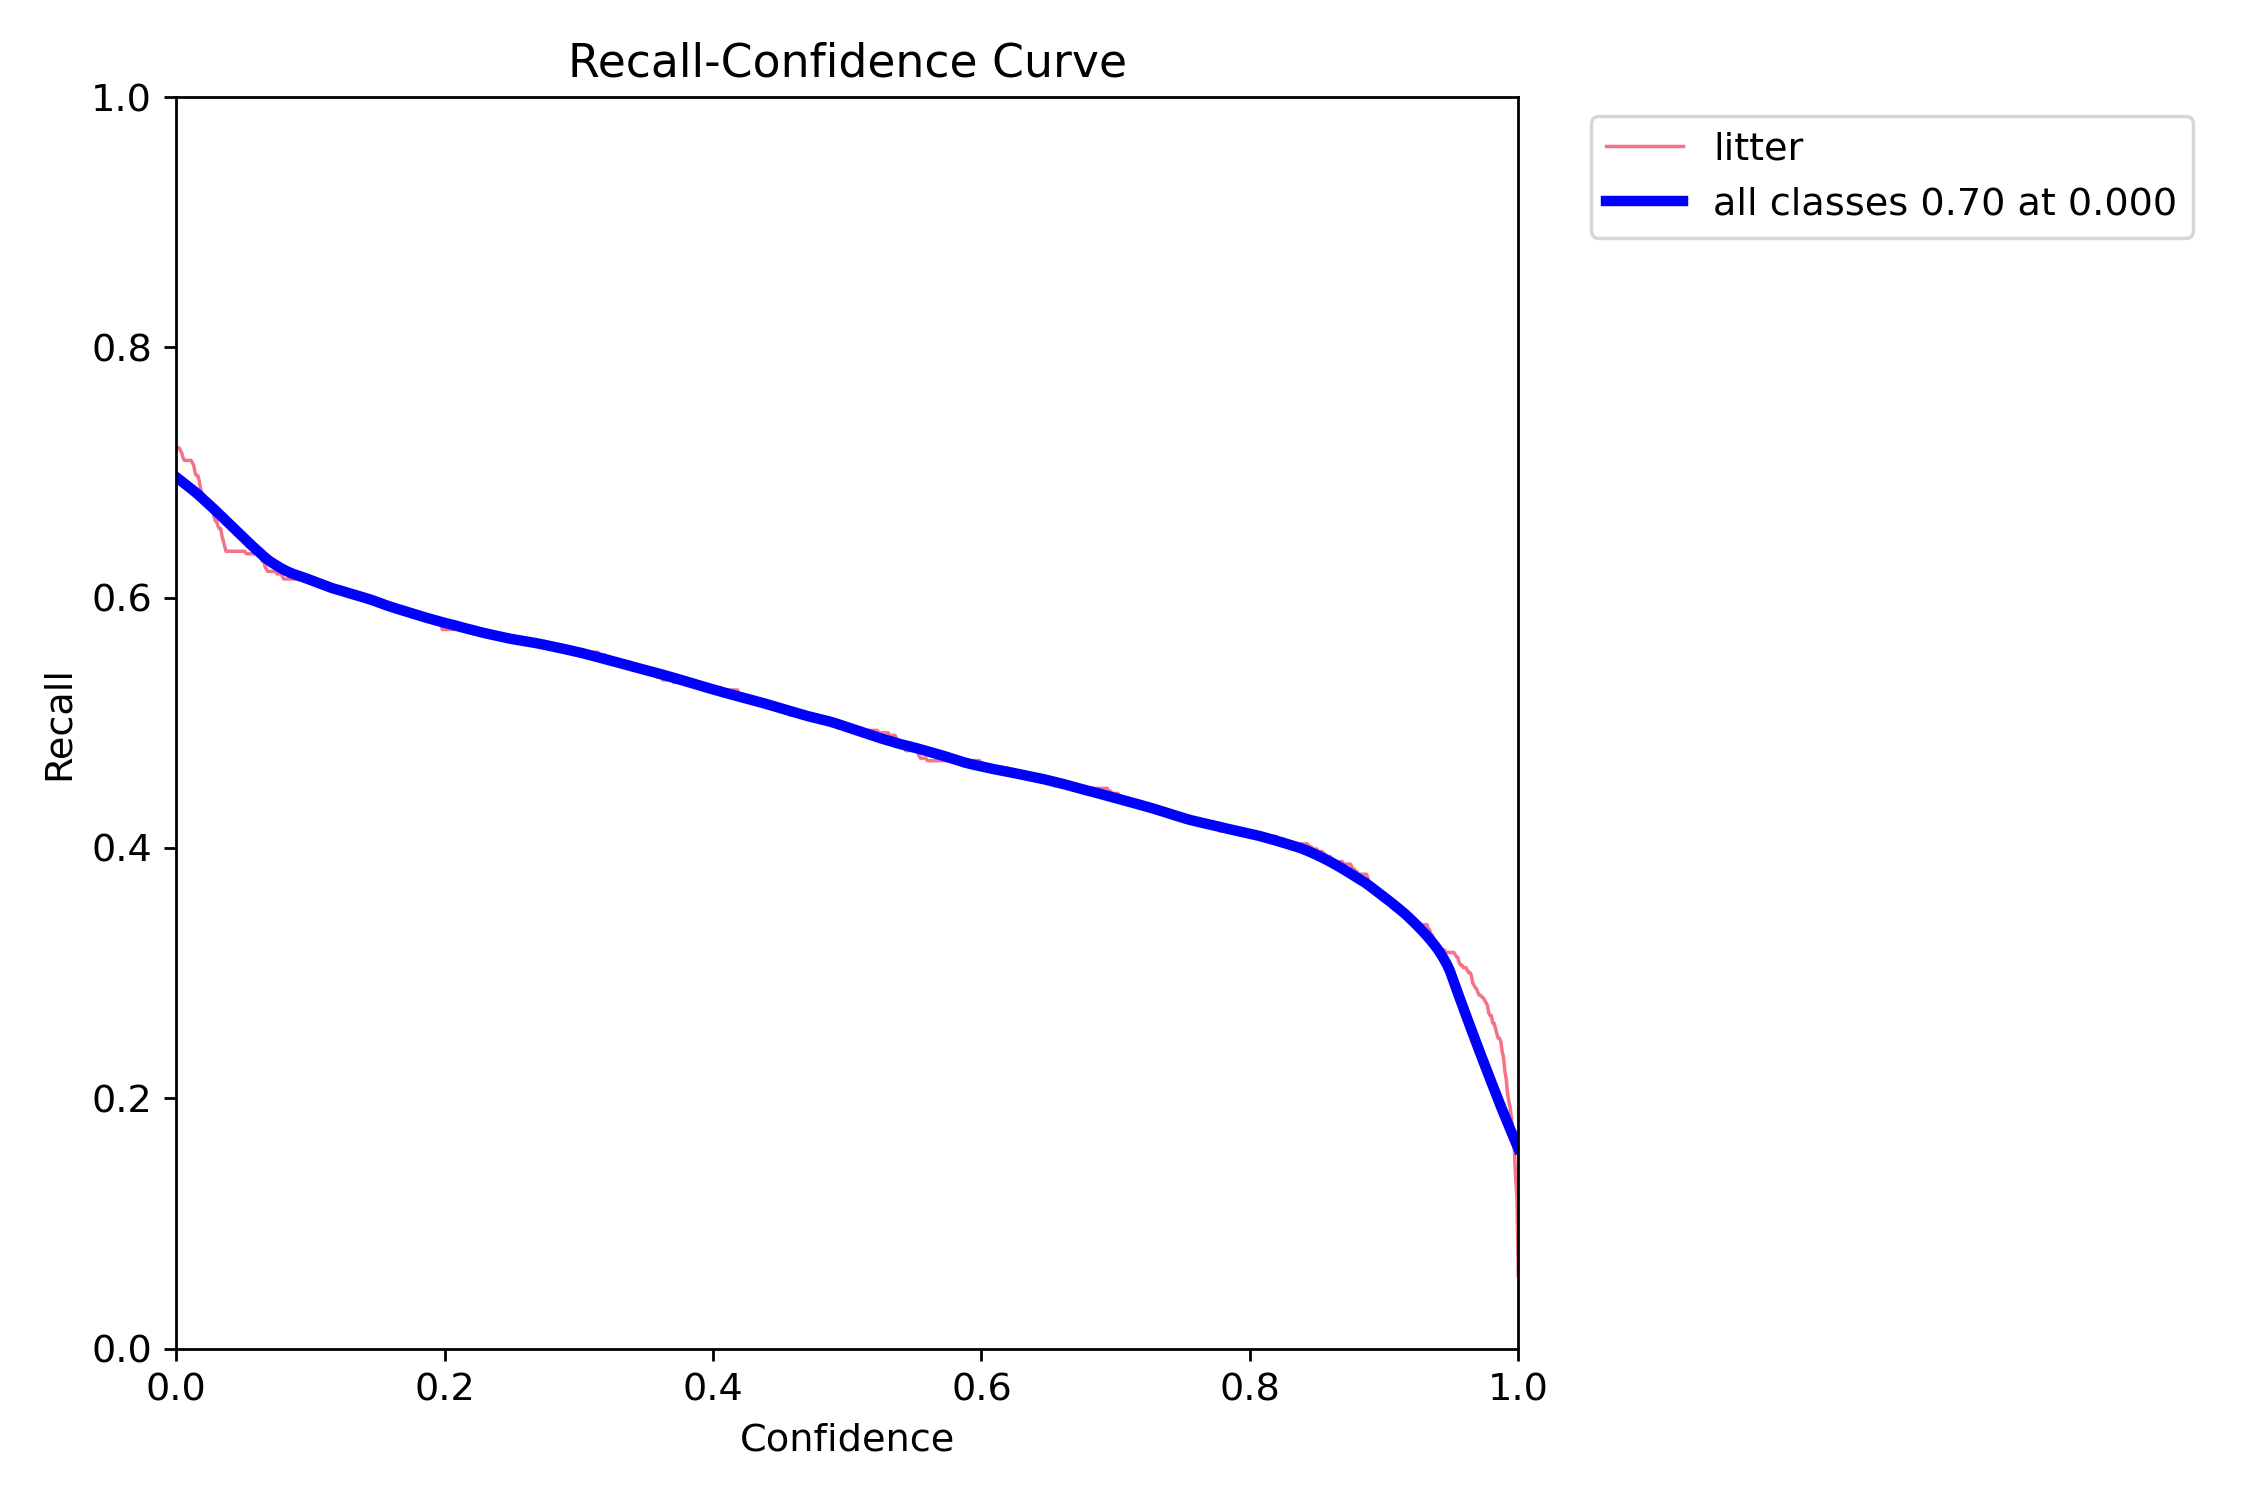 Recall-Confidence Curve
1.0
0.8
0.6
0.4
0.2
0.0
Recall
0.0 0.2 0.4 0.6 0.8 1.0
Confidence
litter
all classes 0.70 at 0.000